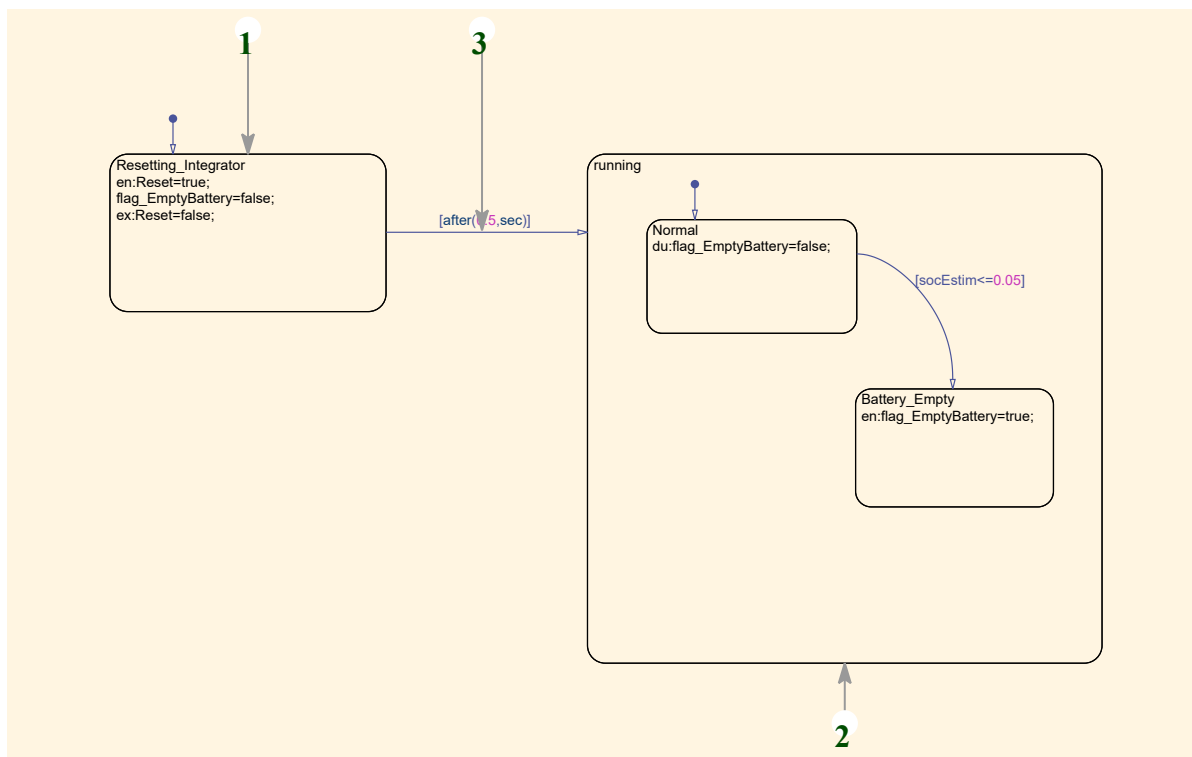 1
3
Resetting_Integrator
en:Reset=true;
flag_EmptyBattery=false;
ex:Reset=false;
running
[after( .5,sec)]
Normal
du:flag_EmptyBattery=false;
[socEstim<=0.05]
Battery_Empty
en:flag_EmptyBattery=true;
2